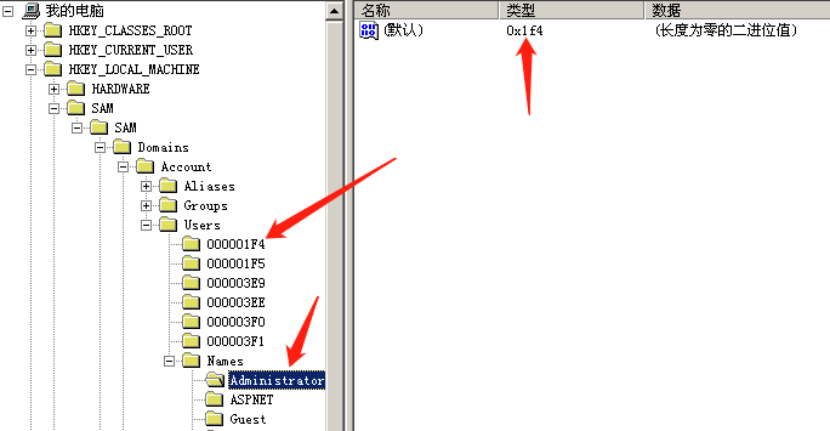 我的电脑
HKEY_CLASSES_ROOT
HKEY_CURRENT_USER
HKEY_LOCAL_MACHINE
HARDWARE
SAM
SAM
Domains
Account
Aliases
Groups
Users
000001F4
000001F5
000003E9
000003EE
000003F0
000003F1
Names
Administrator
ASPNET
Guest
名称 类型 数据
(默认) 0x1f4 (长度为零的二进位值)